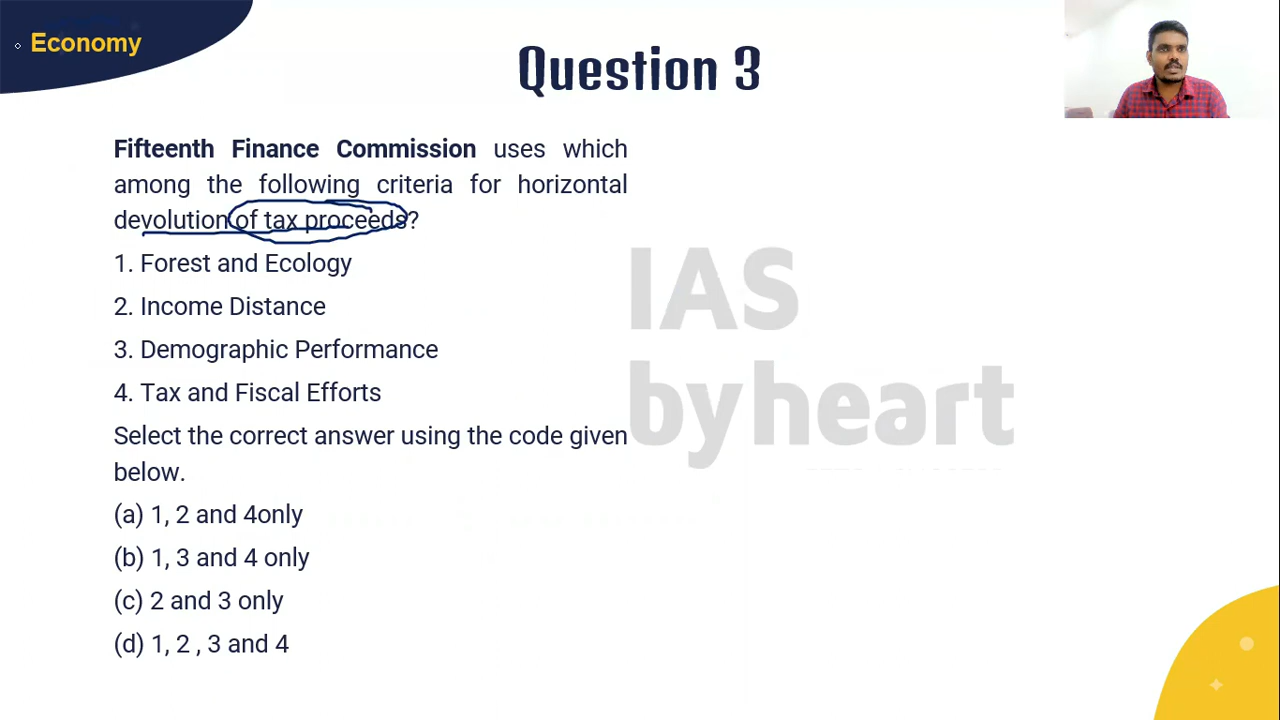 Economy
Question 3
Fifteenth Finance Commission uses which
among the following criteria for horizontal
devolution of tax proceeds?
1. Forest and Ecology
2. Income Distance
3. Demographic Performance
4. Tax and Fiscal Efforts
Select the correct answer using the code given
below.
(a) 1, 2 and 4only
(b) 1, 3 and 4 only
(c) 2 and 3 only
(d) 1, 2 , 3 and 4
IAS
byheart